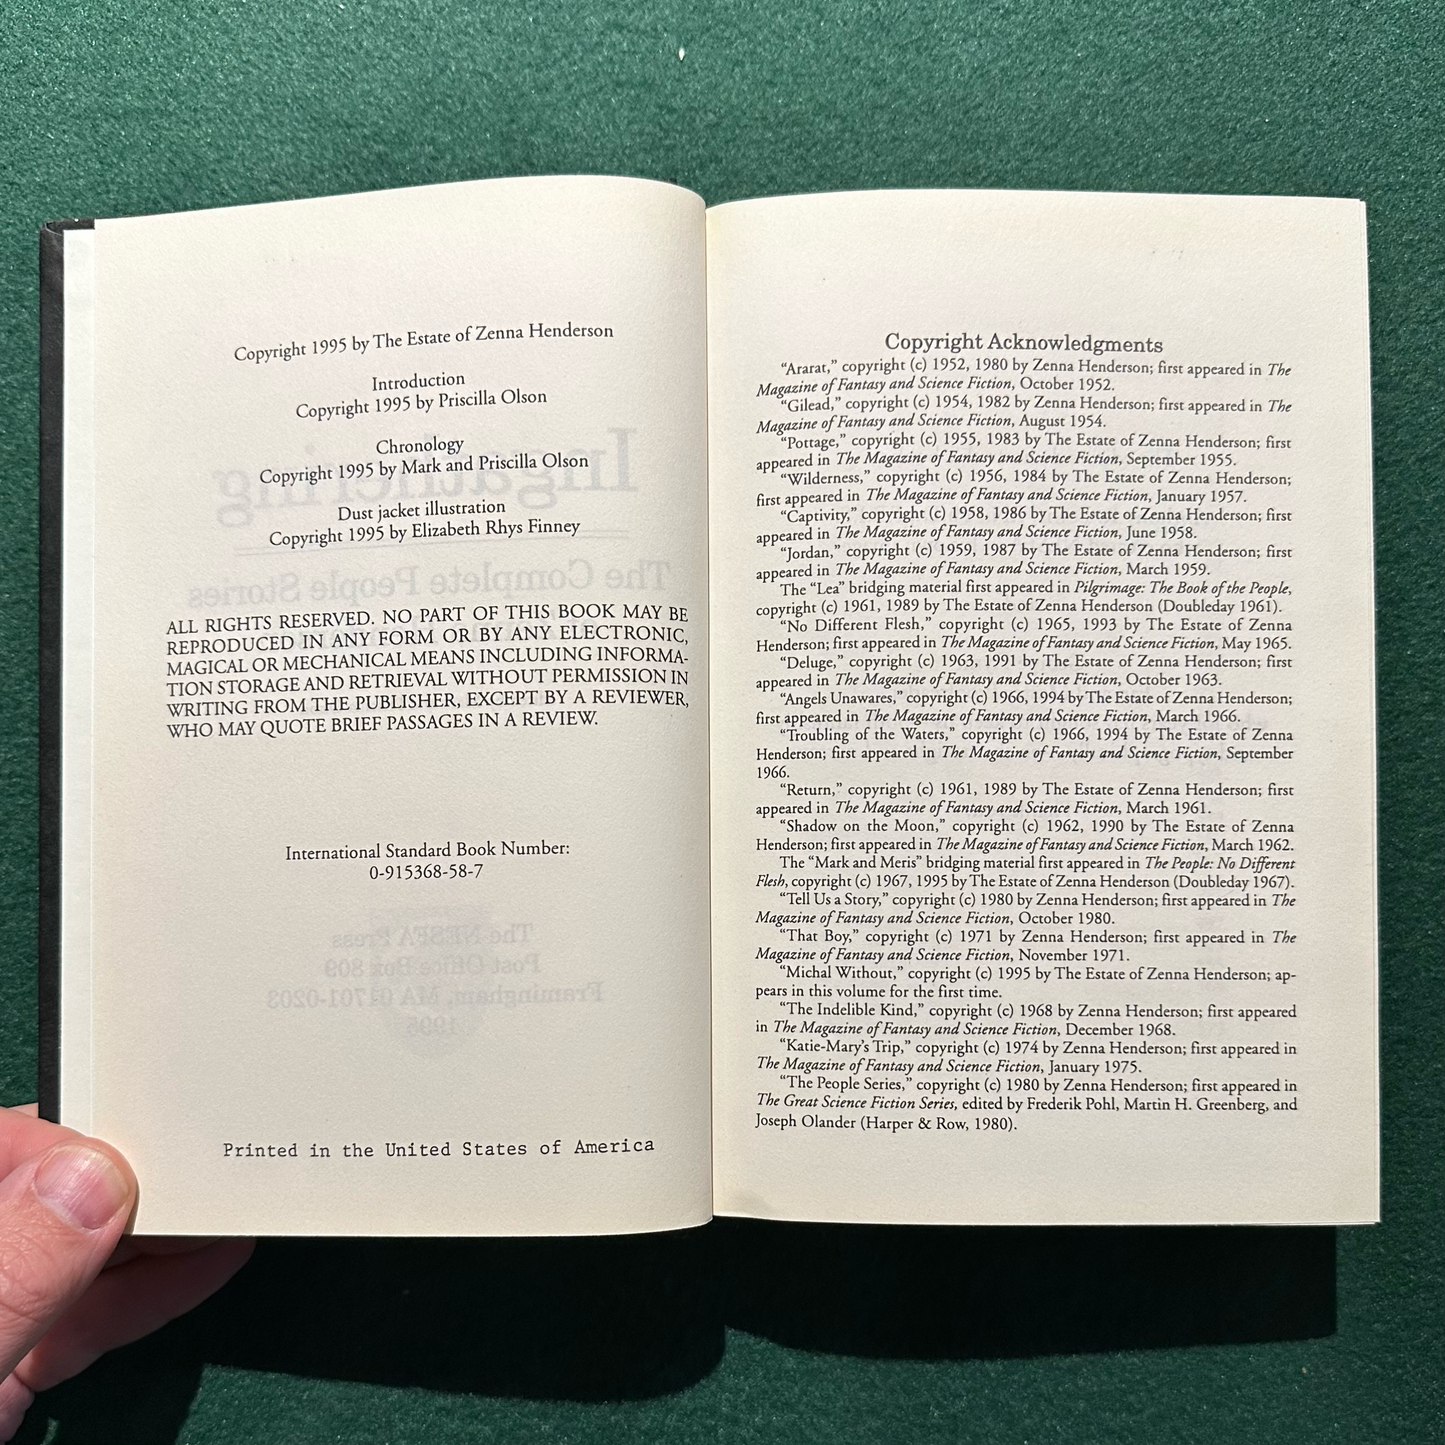 Copyright 1995 by The Estate of Zenna Henderson
Introduction
Copyright 1995 by Priscilla Olson
Chronology
Copyright 1995 by Mark and Priscilla Olson
Dust jacket illustration
Copyright 1995 by Elizabeth Rhys Finney
ALL RIGHTS RESERVED. NO PART OF THIS BOOK MAY BE
REPRODUCED IN ANY FORM OR BY ANY ELECTRONIC,
MAGICAL OR MECHANICAL MEANS INCLUDING INFORMA-
TION STORAGE AND RETRIEVAL WITHOUT PERMISSION IN
WRITING FROM THE PUBLISHER, EXCEPT BY A REVIEWER,
WHO MAY QUOTE BRIEF PASSAGES IN A REVIEW.
International Standard Book Number:
0-915368-58-7
Printed in the United States of America
Copyright Acknowledgments
“Ararat,” copyright (c) 1952, 1980 by Zenna Henderson; first appeared in The
Magazine of Fantasy and Science Fiction, October 1952.
“Gilead,” copyright (c) 1954, 1982 by Zenna Henderson; first appeared in The
Magazine of Fantasy and Science Fiction, August 1954.
“Pottage,” copyright (c) 1955, 1983 by The Estate of Zenna Henderson; first
appeared in The Magazine of Fantasy and Science Fiction, September 1955.
“Wilderness,” copyright (c) 1956, 1984 by The Estate of Zenna Henderson;
first appeared in The Magazine of Fantasy and Science Fiction, January 1957.
“Captivity,” copyright (c) 1958, 1986 by The Estate of Zenna Henderson; first
appeared in The Magazine of Fantasy and Science Fiction, June 1958.
“Jordan,” copyright (c) 1959, 1987 by The Estate of Zenna Henderson; first
appeared in The Magazine of Fantasy and Science Fiction, March 1959.
The “Lea” bridging material first appeared in Pilgrimage: The Book of the People,
copyright (c) 1961, 1989 by The Estate of Zenna Henderson (Doubleday 1961).
“No Different Flesh,” copyright (c) 1965, 1993 by The Estate of Zenna
Henderson; first appeared in The Magazine of Fantasy and Science Fiction, May 1965.
“Deluge,” copyright (c) 1963, 1991 by The Estate of Zenna Henderson; first
appeared in The Magazine of Fantasy and Science Fiction, October 1963.
“Angels Unawares,” copyright (c) 1966, 1994 by The Estate of Zenna Henderson;
first appeared in The Magazine of Fantasy and Science Fiction, March 1966.
“Troubling of the Waters,” copyright (c) 1966, 1994 by The Estate of Zenna
Henderson; first appeared in The Magazine of Fantasy and Science Fiction, September
1966.
“Return,” copyright (c) 1961, 1989 by The Estate of Zenna Henderson; first
appeared in The Magazine of Fantasy and Science Fiction, March 1961.
“Shadow on the Moon,” copyright (c) 1962, 1990 by The Estate of Zenna
Henderson; first appeared in The Magazine of Fantasy and Science Fiction, March 1962.
The “Mark and Meris” bridging material first appeared in The People: No Different
Flesh, copyright (c) 1967, 1995 by The Estate of Zenna Henderson (Doubleday 1967).
“Tell Us a Story,” copyright (c) 1980 by Zenna Henderson; first appeared in The
Magazine of Fantasy and Science Fiction, October 1980.
“That Boy,” copyright (c) 1971 by Zenna Henderson; first appeared in The
Magazine of Fantasy and Science Fiction, November 1971.
“Michal Without,” copyright (c) 1995 by The Estate of Zenna Henderson; ap-
pears in this volume for the first time.
“The Indelible Kind,” copyright (c) 1968 by Zenna Henderson; first appeared
in The Magazine of Fantasy and Science Fiction, December 1968.
“Katie-Mary’s Trip,” copyright (c) 1974 by Zenna Henderson; first appeared in
The Magazine of Fantasy and Science Fiction, January 1975.
“The People Series,” copyright (c) 1980 by Zenna Henderson; first appeared in
The Great Science Fiction Series, edited by Frederik Pohl, Martin H. Greenberg, and
Joseph Olander (Harper & Row, 1980).